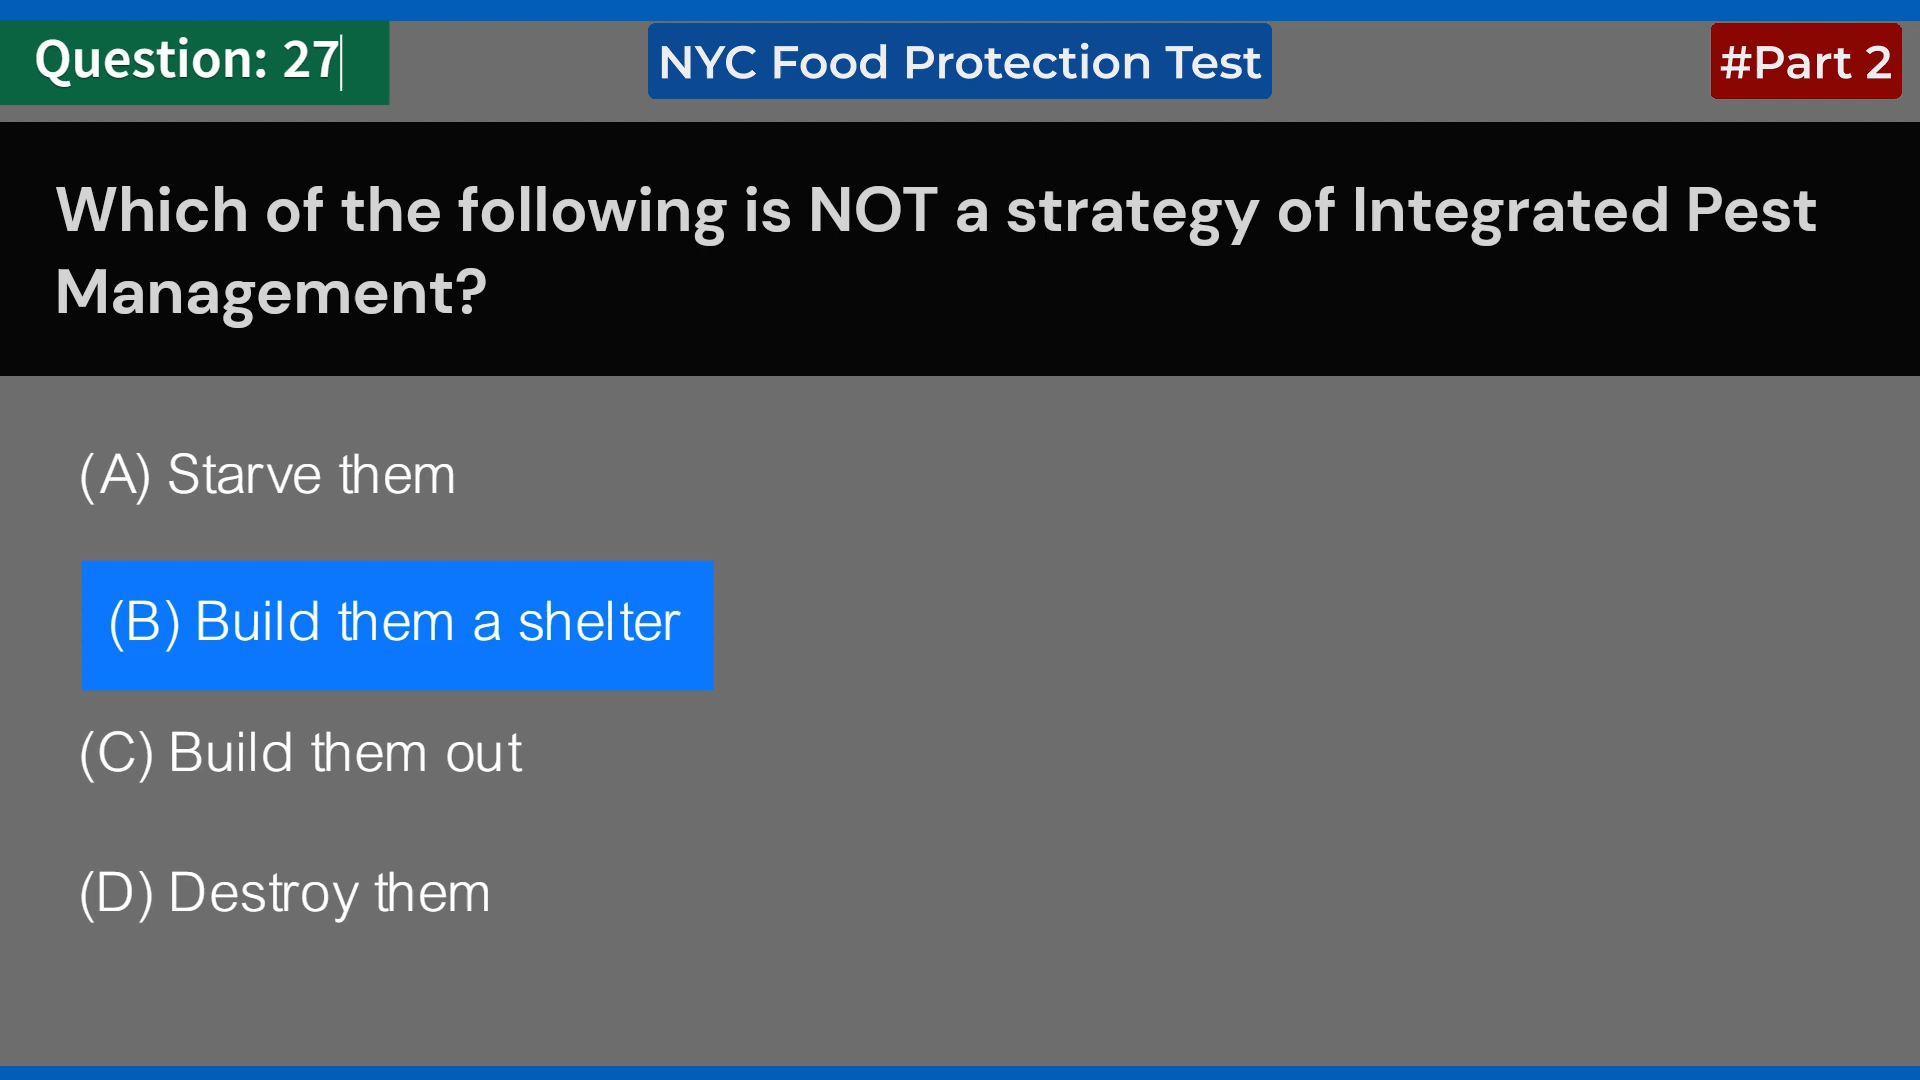 Question: 27
NYC Food Protection Test
#Part 2
Which of the following is NOT a strategy of Integrated Pest
Management?
(A) Starve them
(B) Build them a shelter
(C) Build them out
(D) Destroy them